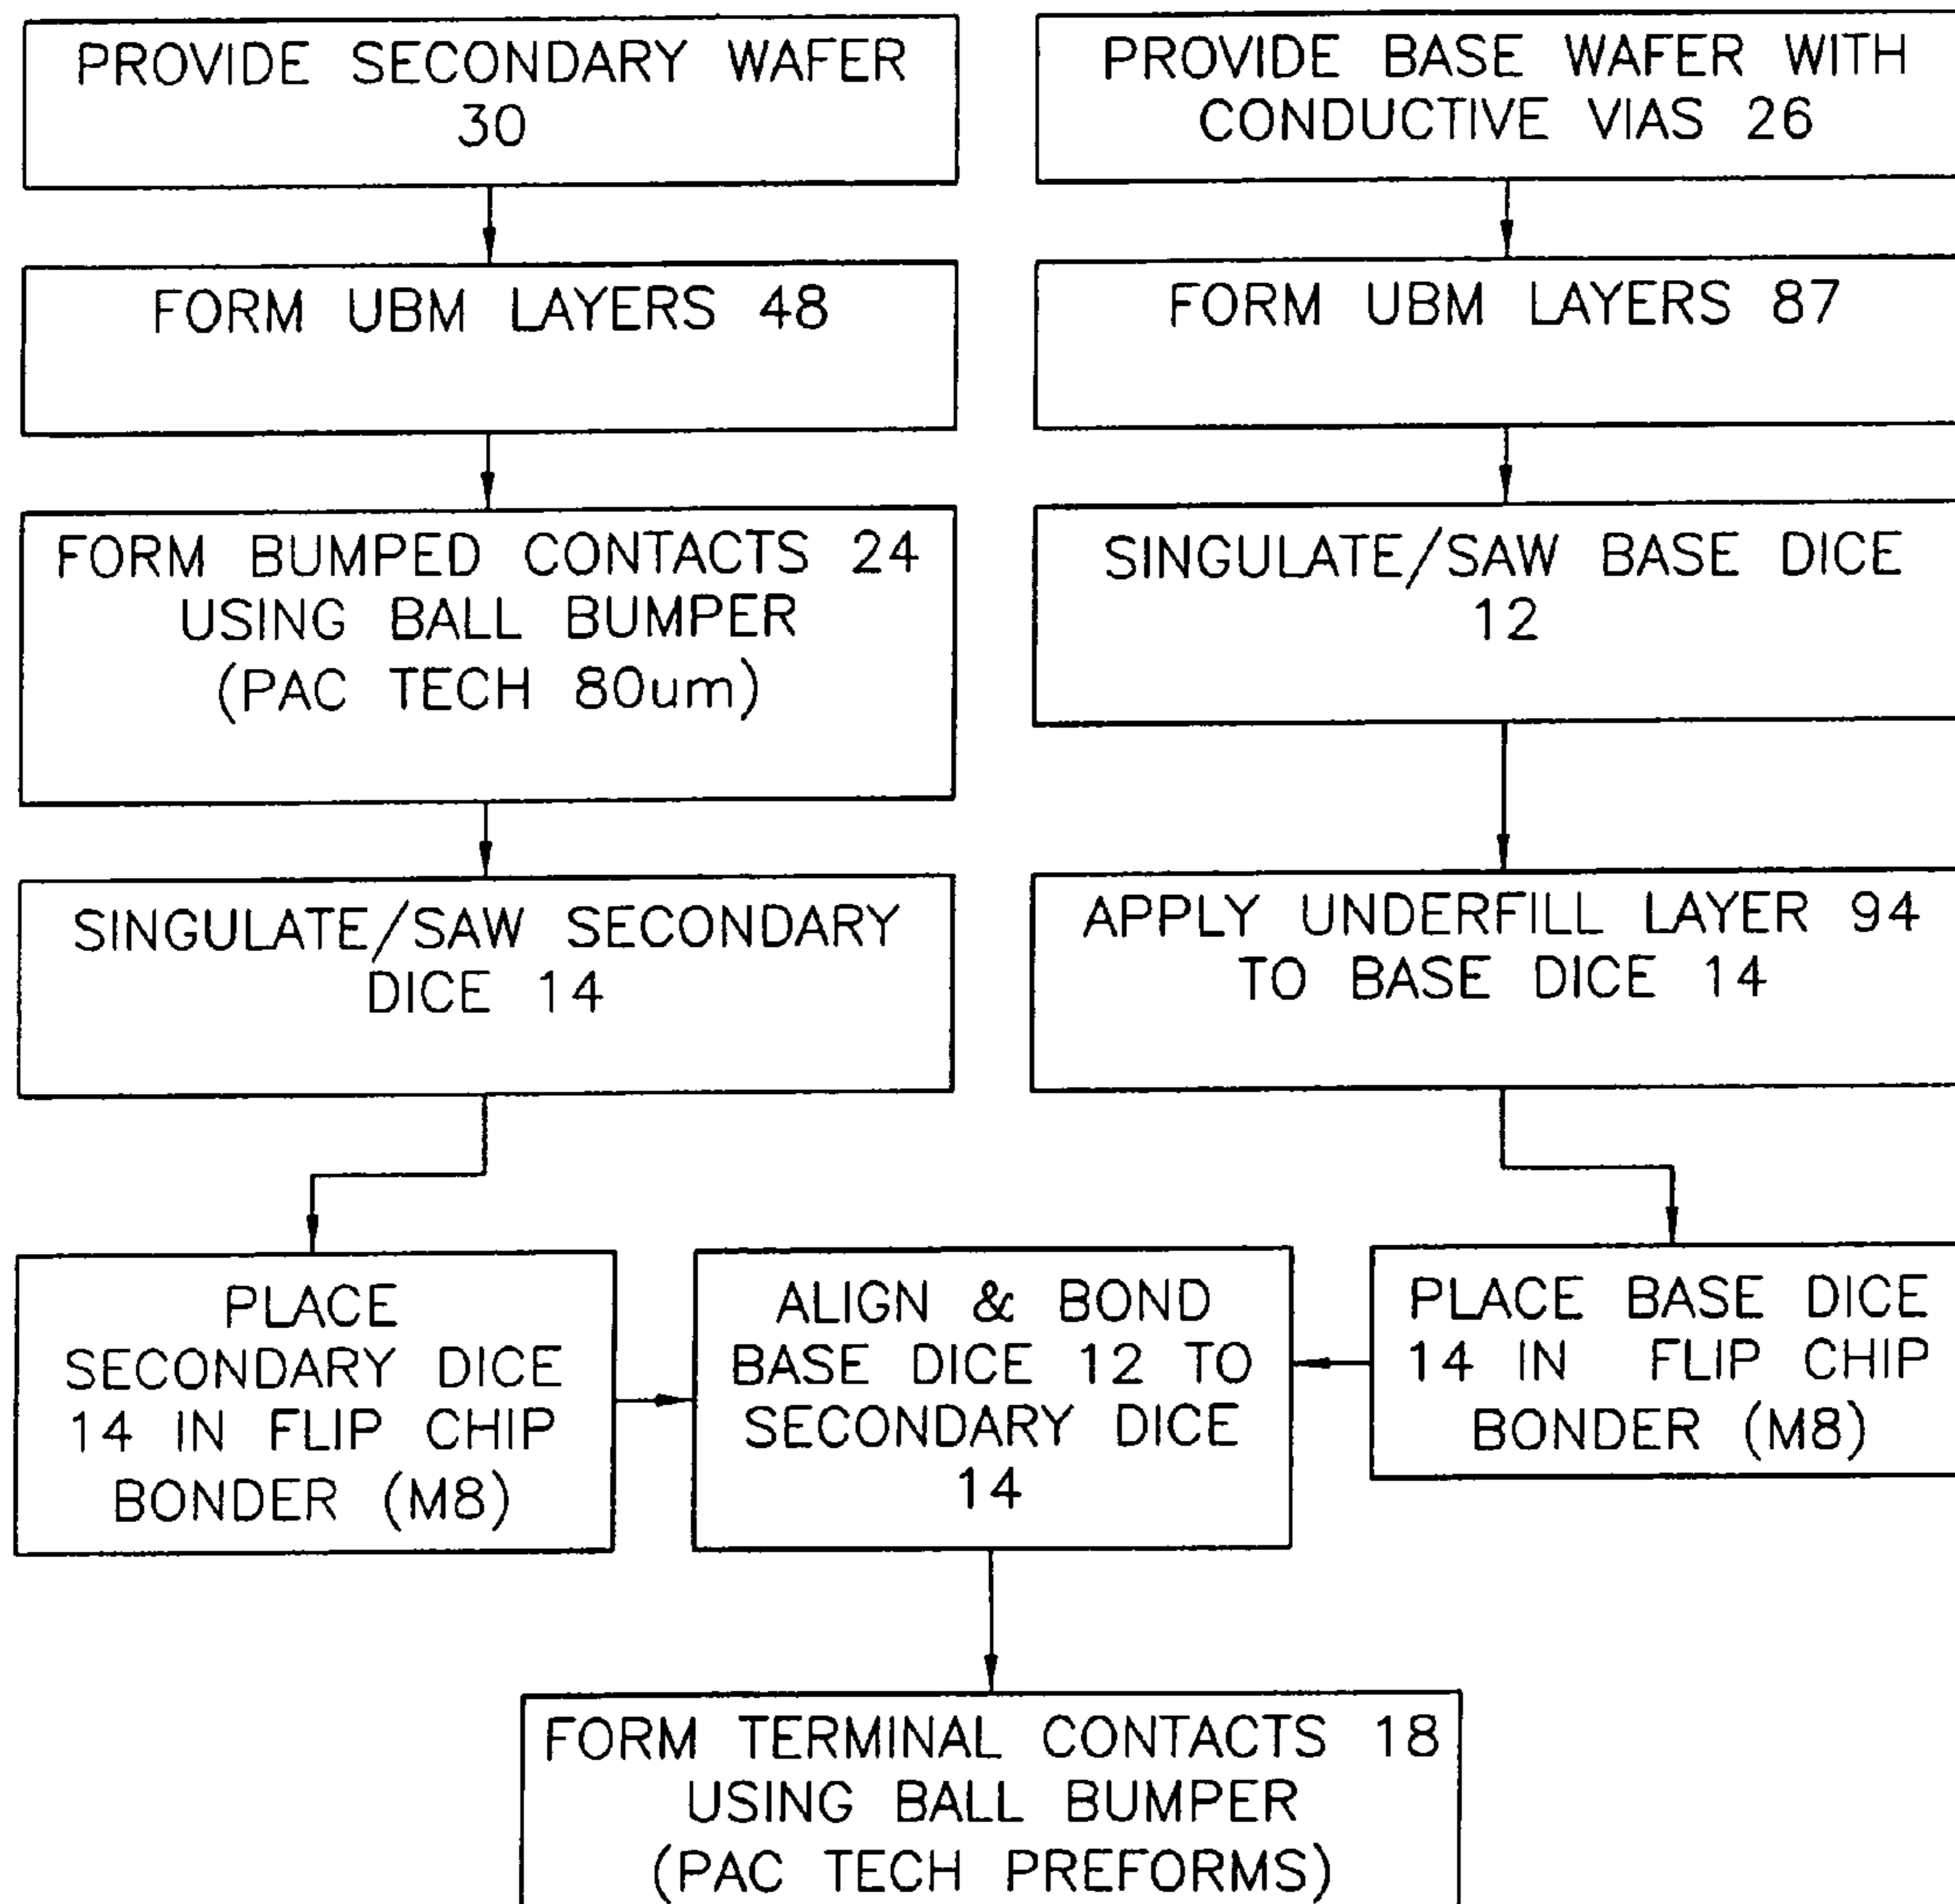 PROVIDE SECONDARY WAFER
30
FORM UBM LAYERS 48
FORM BUMPED CONTACTS 24
USING BALL BUMPER
(PAC TECH 80um)
SINGULATE/SAW SECONDARY
DICE 14
PLACE
SECONDARY DICE
14 IN FLIP CHIP
BONDER (M8)
PROVIDE BASE WAFER WITH
CONDUCTIVE VIAS 26
FORM UBM LAYERS 87
SINGULATE/SAW BASE DICE
12
APPLY UNDERFILL LAYER 94
TO BASE DICE 14
PLACE BASE DICE
14 IN FLIP CHIP
BONDER (M8)
ALIGN & BOND
BASE DICE 12 TO
SECONDARY DICE
14
FORM TERMINAL CONTACTS 18
USING BALL BUMPER
(PAC TECH PREFORMS)